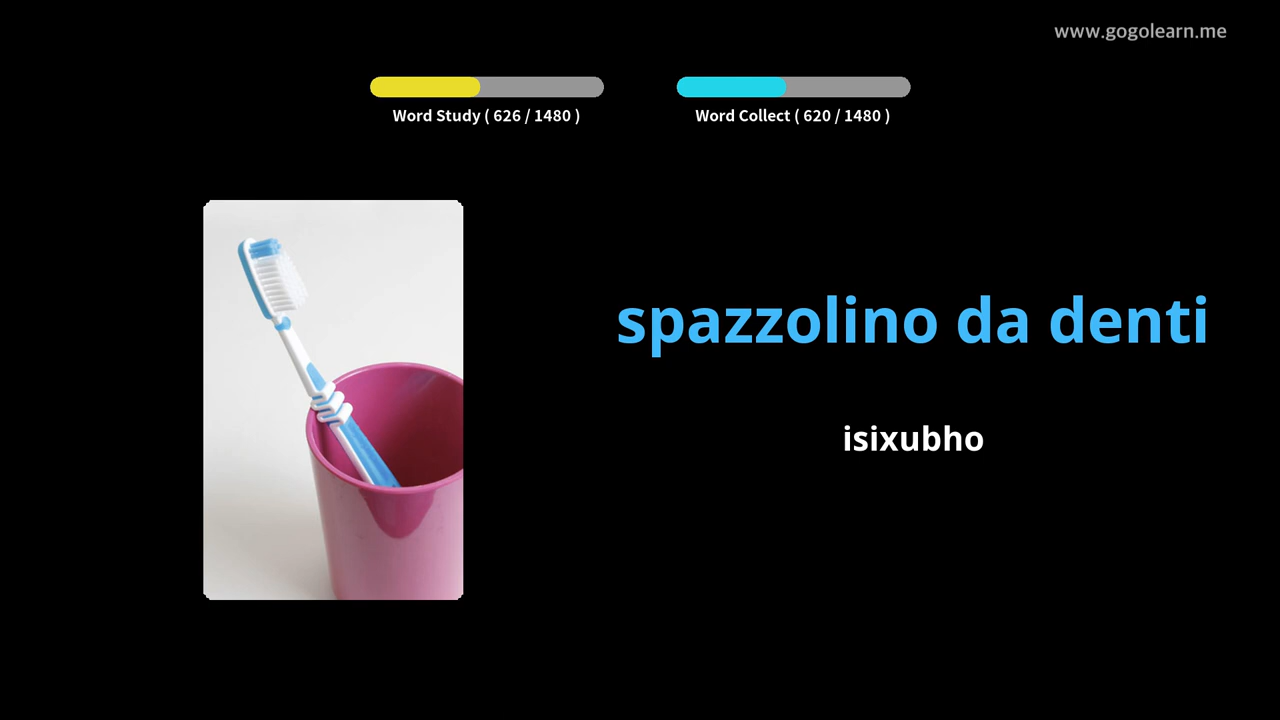 www.gogolearn.me
Word Study ( 626 / 1480 )
Word Collect ( 620 / 1480 )
spazzolino da denti
isixubho